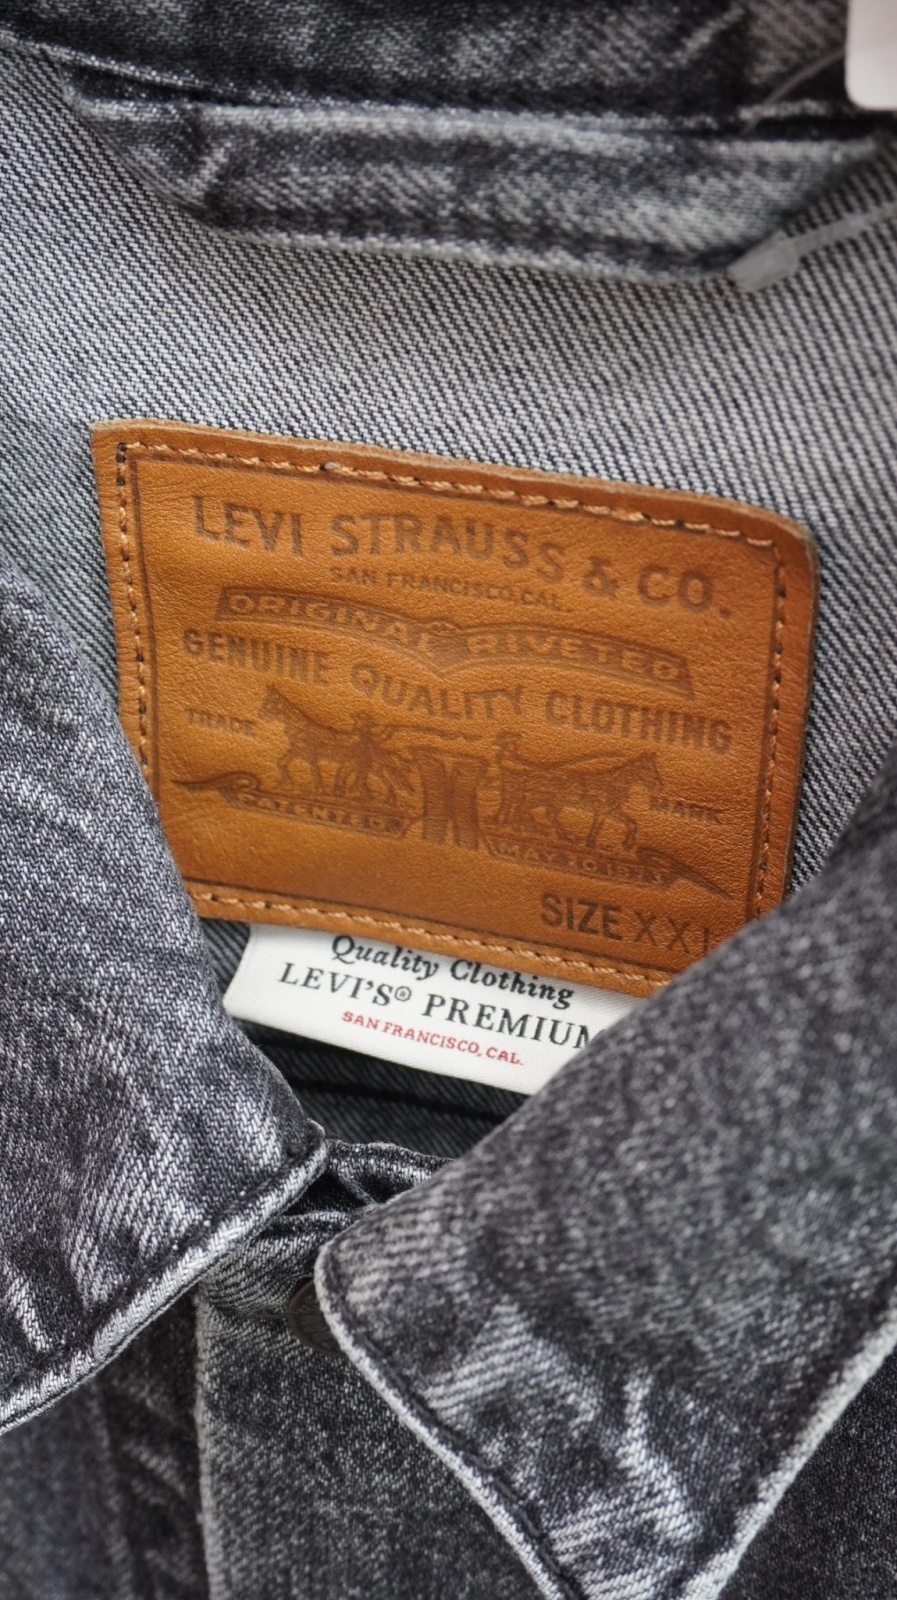 LEVI STRAUSS & CO.
SAN FRANCISCO,CAL
ORIGINAL RIVETED
GENUINE QUALITY CLOTHING
TRADE MARK
PATENTED MAY 20 1873
SIZE XXL
Quality Clothing
LEVI'S® PREMIUM
SAN FRANCISCO, CAL.